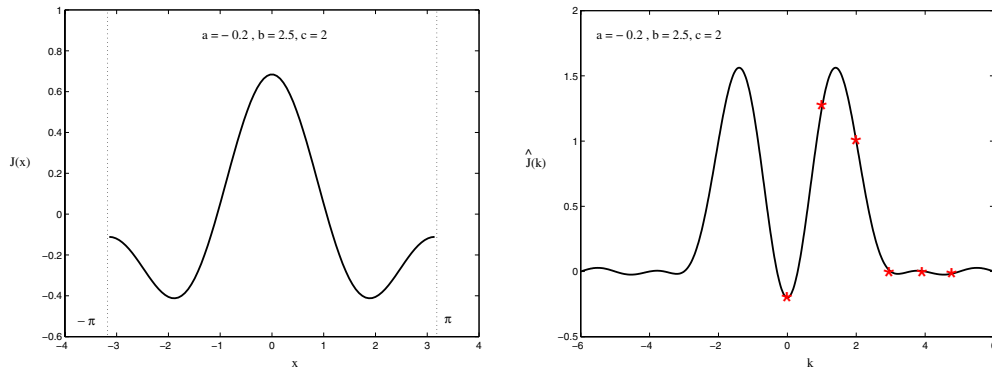 1
0.8
0.6
0.4
0.2
0
−0.2
−0.4
−0.6
−4 −3 −2 −1 0 1 2 3 4
a = − 0.2 , b = 2.5, c = 2
J(x)
− π
π
x
2
1.5
1
0.5
0
−0.5
−6 −4 −2 0 2 4 6
a = − 0.2 , b = 2.5, c = 2
^
J(k)
k